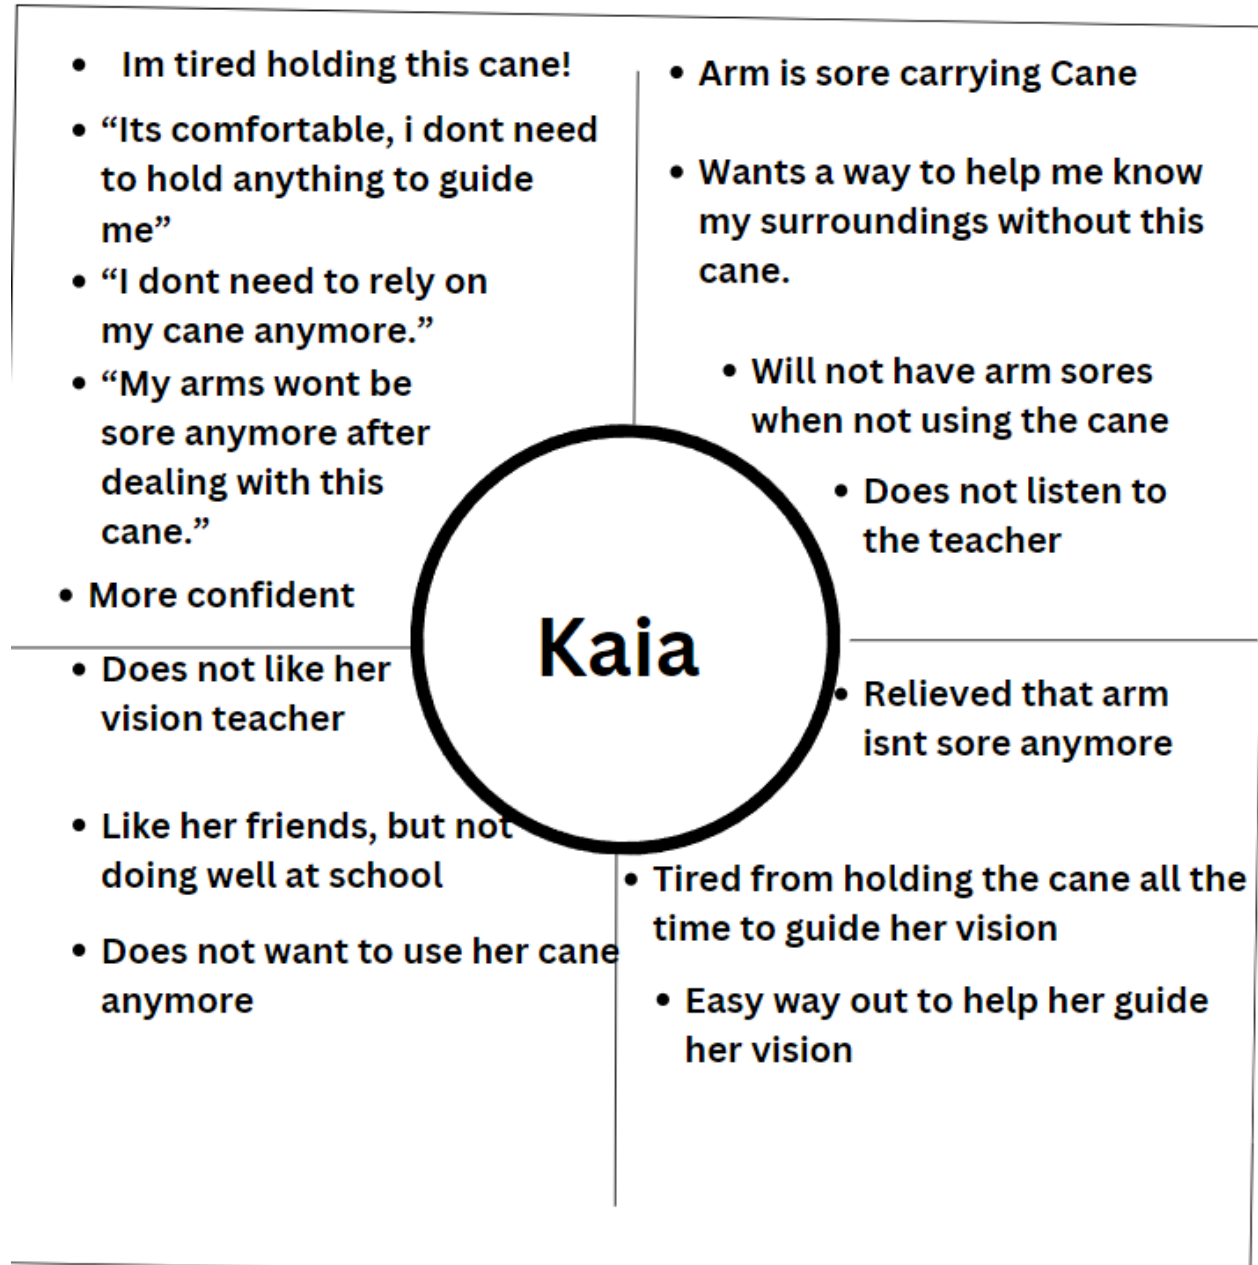 Im tired holding this cane!
“Its comfortable, i dont need
to hold anything to guide
me”
“I dont need to rely on
my cane anymore.”
“My arms wont be
sore anymore after
dealing with this
cane.”
More confident
Arm is sore carrying Cane
Wants a way to help me know
my surroundings without this
cane.
Will not have arm sores
when not using the cane
Does not listen to
the teacher
Kaia
Does not like her
vision teacher
Like her friends, but not
doing well at school
Does not want to use her cane
anymore
Relieved that arm
isnt sore anymore
Tired from holding the cane all the
time to guide her vision
Easy way out to help her guide
her vision